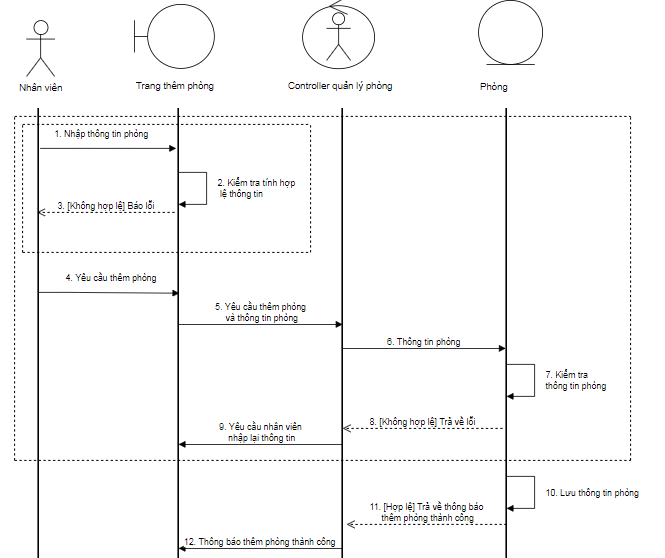 Nhân viên
Trang thêm phòng
Controller quản lý phòng
Phòng
1. Nhập thông tin phòng
2. Kiểm tra tính hợp
lệ thông tin
3. [Không hợp lệ] Báo lỗi
4. Yêu cầu thêm phòng
5. Yêu cầu thêm phòng
và thông tin phòng
6. Thông tin phòng
7. Kiểm tra
thông tin phòng
8. [Không hợp lệ] Trả về lỗi
9. Yêu cầu nhân viên
nhập lại thông tin
10. Lưu thông tin phòng
11. [Hợp lệ] Trả về thông báo
thêm phòng thành công
12. Thông báo thêm phòng thành công